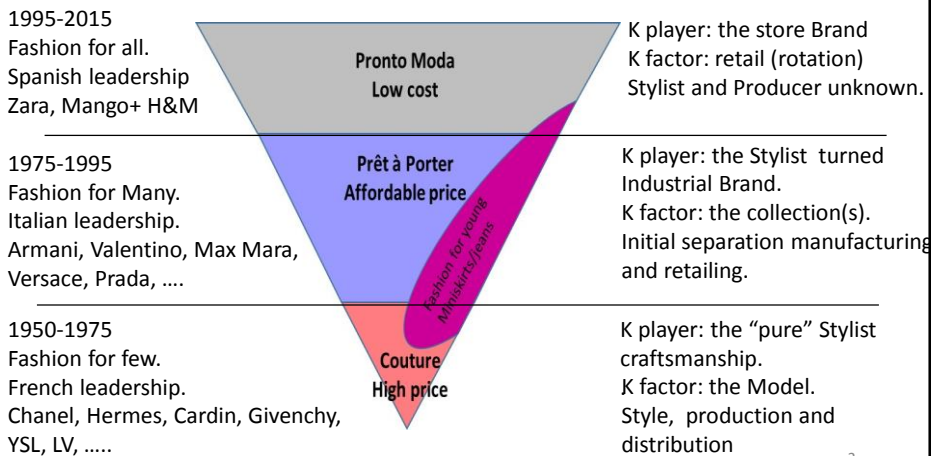 1995-2015
Fashion for all.
Spanish leadership
Zara, Mango+ H&M
Pronto Moda
Low cost
K player: the store Brand
K factor: retail (rotation)
Stylist and Producer unknown.
1975-1995
Fashion for Many.
Italian leadership.
Armani, Valentino, Max Mara,
Versace, Prada, ....
Prêt à Porter
Affordable price
Fashion for young
Miniskirts/jeans
K player: the Stylist turned
Industrial Brand.
K factor: the collection(s).
Initial separation manufacturing
and retailing.
1950-1975
Fashion for few.
French leadership.
Chanel, Hermes, Cardin, Givenchy,
YSL, LV, .....
Couture
High price
K player: the “pure” Stylist
craftsmanship.
K factor: the Model.
Style, production and
distribution